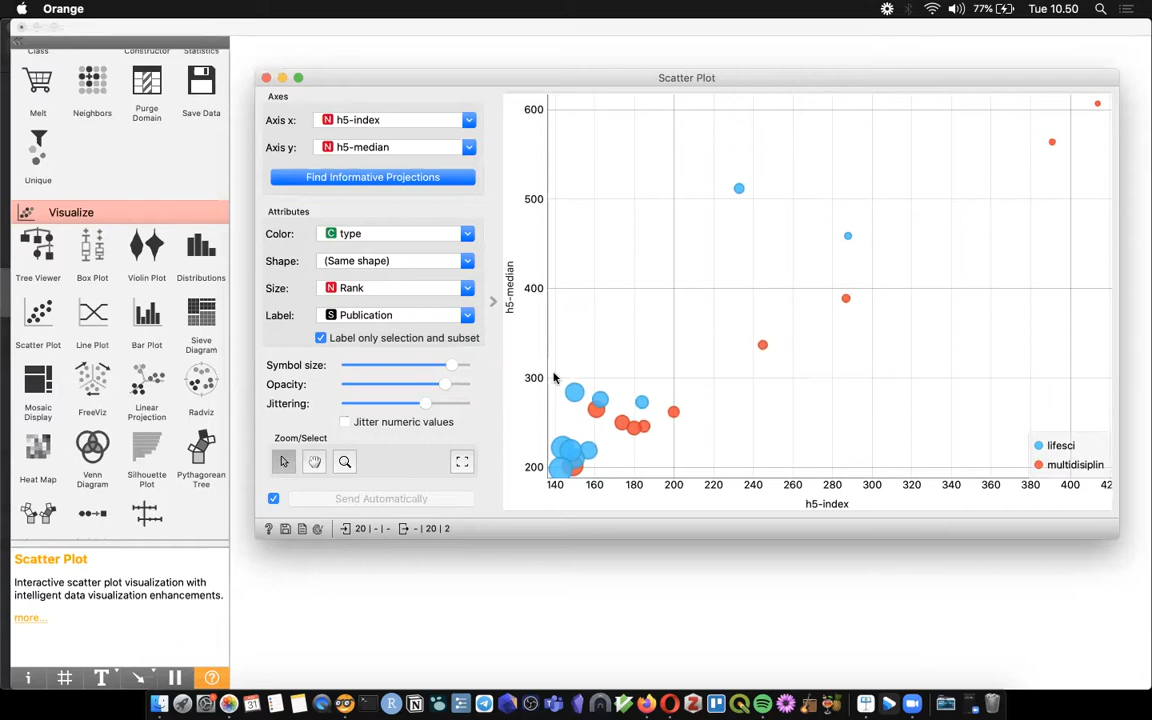 Orange
77%
Tue 10.50
Class
Constructor
Statistics
Melt
Neighbors
Purge
Domain
Save Data
Unique
Visualize
Tree Viewer
Box Plot
Violin Plot
Distributions
Scatter Plot
Line Plot
Bar Plot
Sieve
Diagram
Mosaic
Display
FreeViz
Linear
Projection
Radviz
Heat Map
Venn
Diagram
Silhouette
Plot
Pythagorean
Tree
Scatter Plot
Interactive scatter plot visualization with
intelligent data visualization enhancements.
more...
Scatter Plot
Axes
Axis x:
N h5-index
Axis y:
N h5-median
Find Informative Projections
Attributes
Color:
C type
Shape:
(Same shape)
Size:
N Rank
Label:
S Publication
Label only selection and subset
Symbol size:
Opacity:
Jittering:
Jitter numeric values
Zoom/Select
Send Automatically
20 | - | -
- | 20 | 2
h5-median
600
500
400
300
200
140 160 180 200 220 240 260 280 300 320 340 360 380 400 42
h5-index
lifesci
multidisiplin